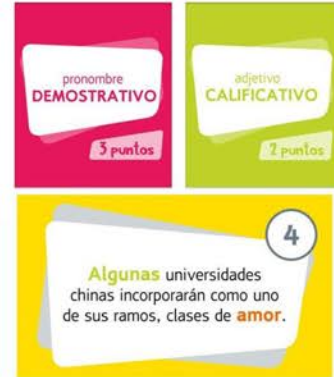 pronombre
DEMOSTRATIVO
3 puntos
adjetivo
CALIFICATIVO
2 puntos
4
Algunas universidades
chinas incorporarán como uno
de sus ramos, clases de amor.